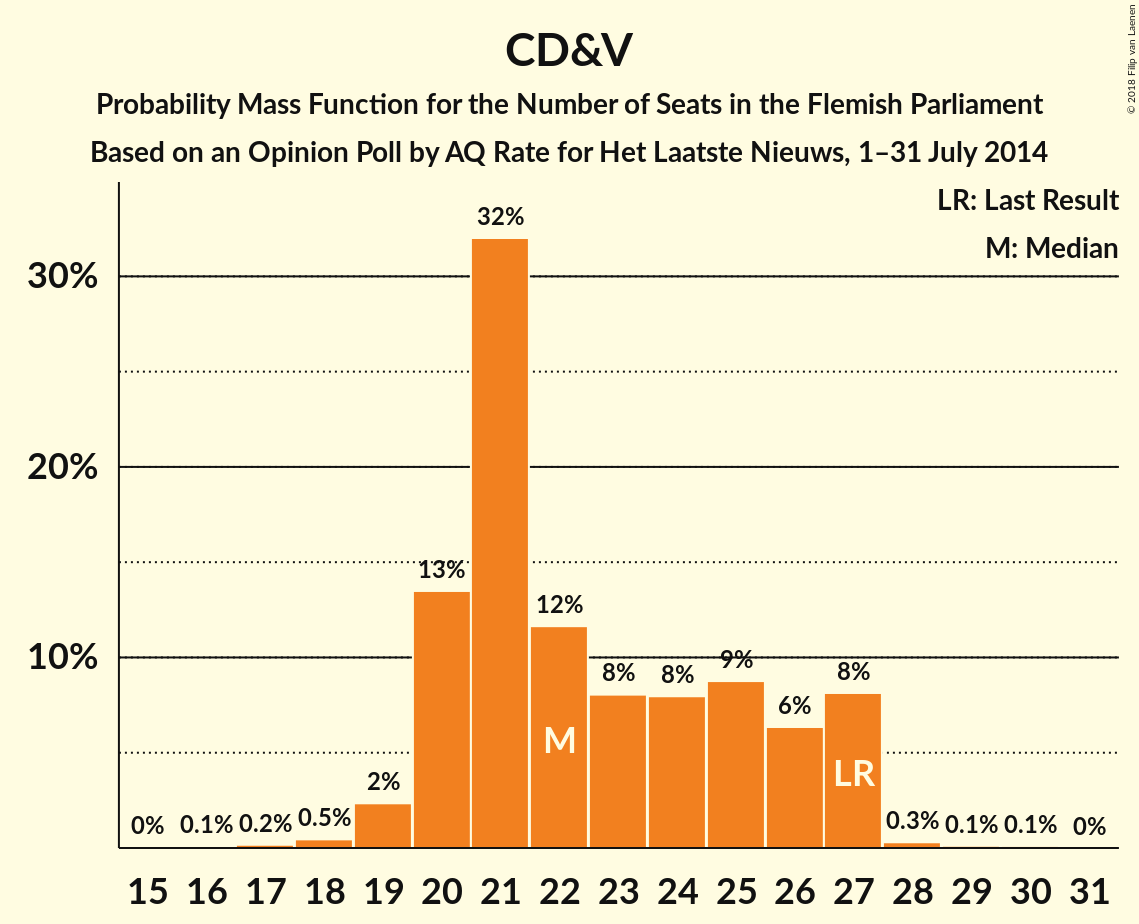 CD&V
Probability Mass Function for the Number of Seats in the Flemish Parliament
Based on an Opinion Poll by AQ Rate for Het Laatste Nieuws, 1–31 July 2014
© 2018 Filip van Laenen
LR: Last Result
M: Median
30%
20%
10%
0% 0.1% 0.2% 0.5% 2% 13% 32% 12% 8% 8% 9% 6% 8% 0.3% 0.1% 0.1% 0%
M
LR
15 16 17 18 19 20 21 22 23 24 25 26 27 28 29 30 31